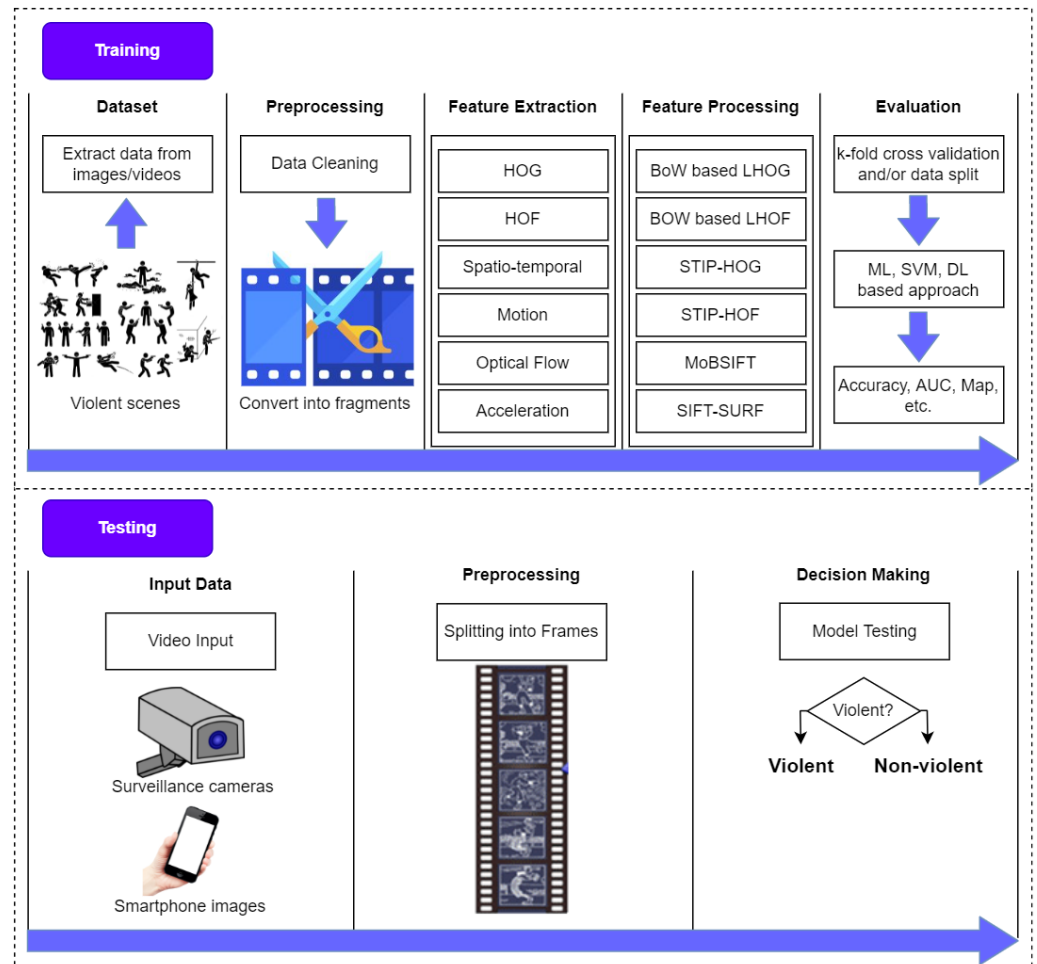 Training
Dataset
Extract data from
images/videos
Violent scenes
Preprocessing
Data Cleaning
Convert into fragments
Feature Extraction
HOG
HOF
Spatio-temporal
Motion
Optical Flow
Acceleration
Feature Processing
BoW based LHOG
BOW based LHOF
STIP-HOG
STIP-HOF
MoBSIFT
SIFT-SURF
Evaluation
k-fold cross validation
and/or data split
ML, SVM, DL
based approach
Accuracy, AUC, Map,
etc.
Testing
Input Data
Video Input
Surveillance cameras
Smartphone images
Preprocessing
Splitting into Frames
Decision Making
Model Testing
Violent?
Violent
Non-violent